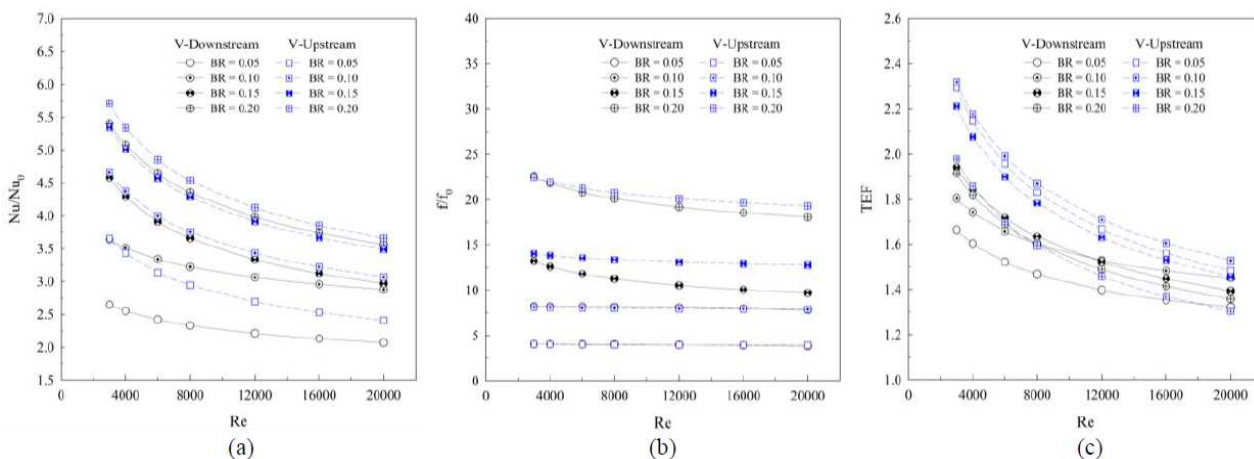 Nu/Nu0
7.0
6.5
6.0
5.5
5.0
4.5
4.0
3.5
3.0
2.5
2.0
1.5
V-Downstream V-Upstream
BR = 0.05 BR = 0.05
BR = 0.10 BR = 0.10
BR = 0.15 BR = 0.15
BR = 0.20 BR = 0.20
0 4000 8000 12000 16000 20000
Re
(a)
f/f0
40
35
30
25
20
15
10
5
0
V-Downstream V-Upstream
BR = 0.05 BR = 0.05
BR = 0.10 BR = 0.10
BR = 0.15 BR = 0.15
BR = 0.20 BR = 0.20
0 4000 8000 12000 16000 20000
Re
(b)
TEF
2.6
2.4
2.2
2.0
1.8
1.6
1.4
1.2
1.0
V-Downstream V-Upstream
BR = 0.05 BR = 0.05
BR = 0.10 BR = 0.10
BR = 0.15 BR = 0.15
BR = 0.20 BR = 0.20
0 4000 8000 12000 16000 20000
Re
(c)